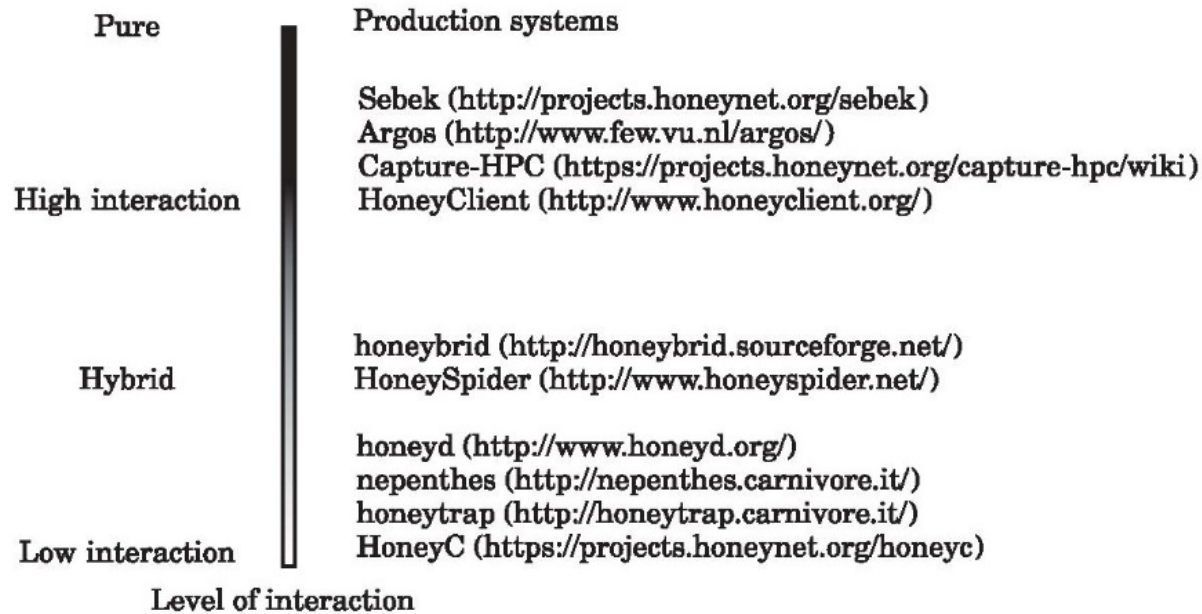 Pure Production systems
Sebek (http://projects.honeynet.org/sebek)
Argos (http://www.few.vu.nl/argos/)
Capture-HPC (https://projects.honeynet.org/capture-hpc/wiki)
High interaction HoneyClient (http://www.honeyclient.org/)
honeybrid (http://honeybrid.sourceforge.net/)
Hybrid HoneySpider (http://www.honeyspider.net/)
honeyd (http://www.honeyd.org/)
nepenthes (http://nepenthes.carnivore.it/)
honeytrap (http://honeytrap.carnivore.it/)
Low interaction HoneyC (https://projects.honeynet.org/honeyc)
Level of interaction